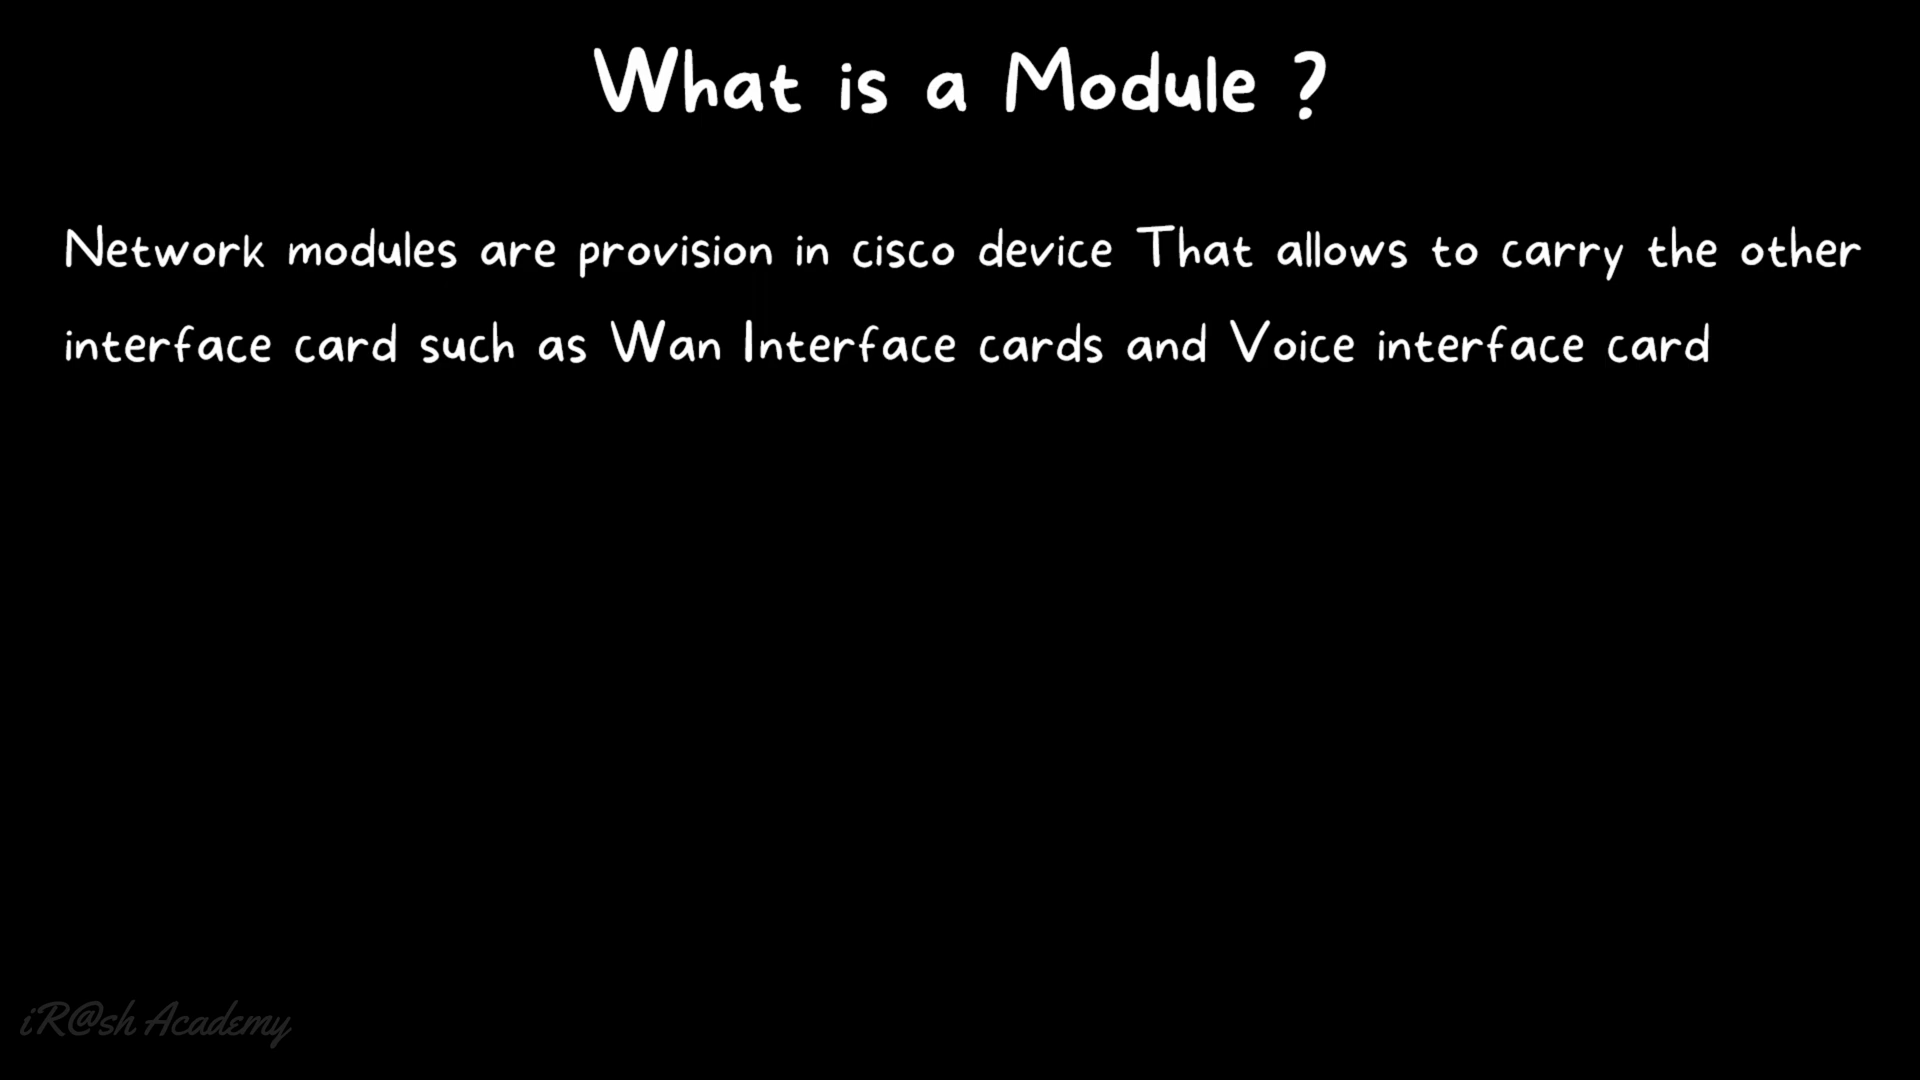 What is a Module ?
Network modules are provision in cisco device That allows to carry the other
interface card such as Wan Interface cards and Voice interface card
iR@sh Academy